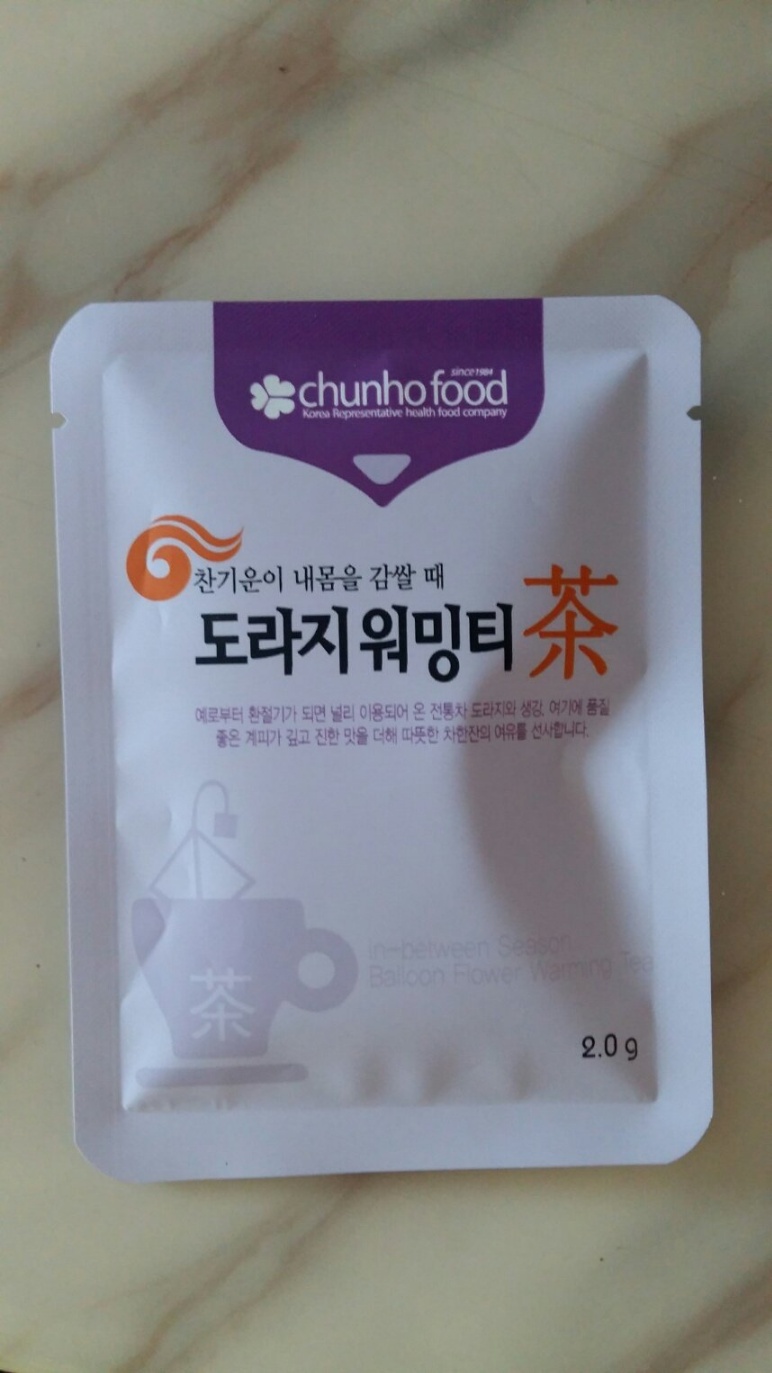 since 1984
chunho food
Korea Representative health food company
찬기운이 내몸을 감쌀 때
도라지워밍티 茶
예로부터 환절기가 되면 널리 이용되어 온 전통차 도라지와 생강, 여기에 품질
좋은 계피가 깊고 진한 맛을 더해 따뜻한 차한잔의 여유를 선사합니다.
茶
in-between Season
Balloon Flower Warming Tea
2.0 g